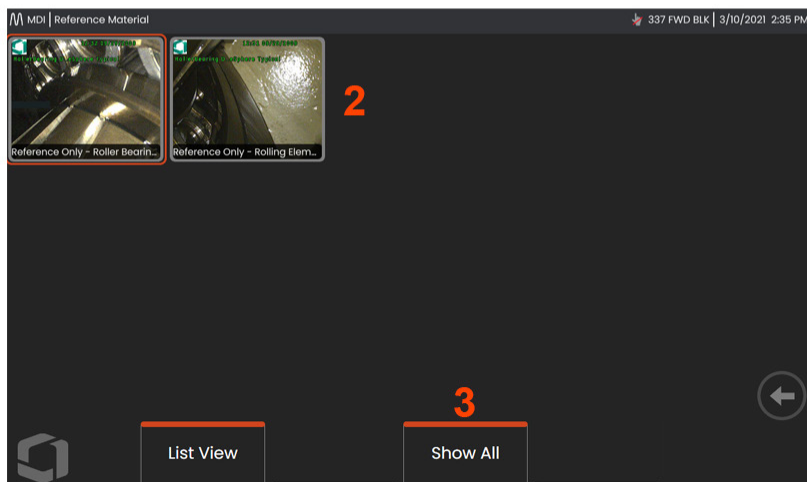 MDI | Reference Material
337 FWD BLK | 3/10/2021 2:35 PM
Reference Only - Roller Bearin...
Reference Only - Rolling Elem...
2
3
List View
Show All